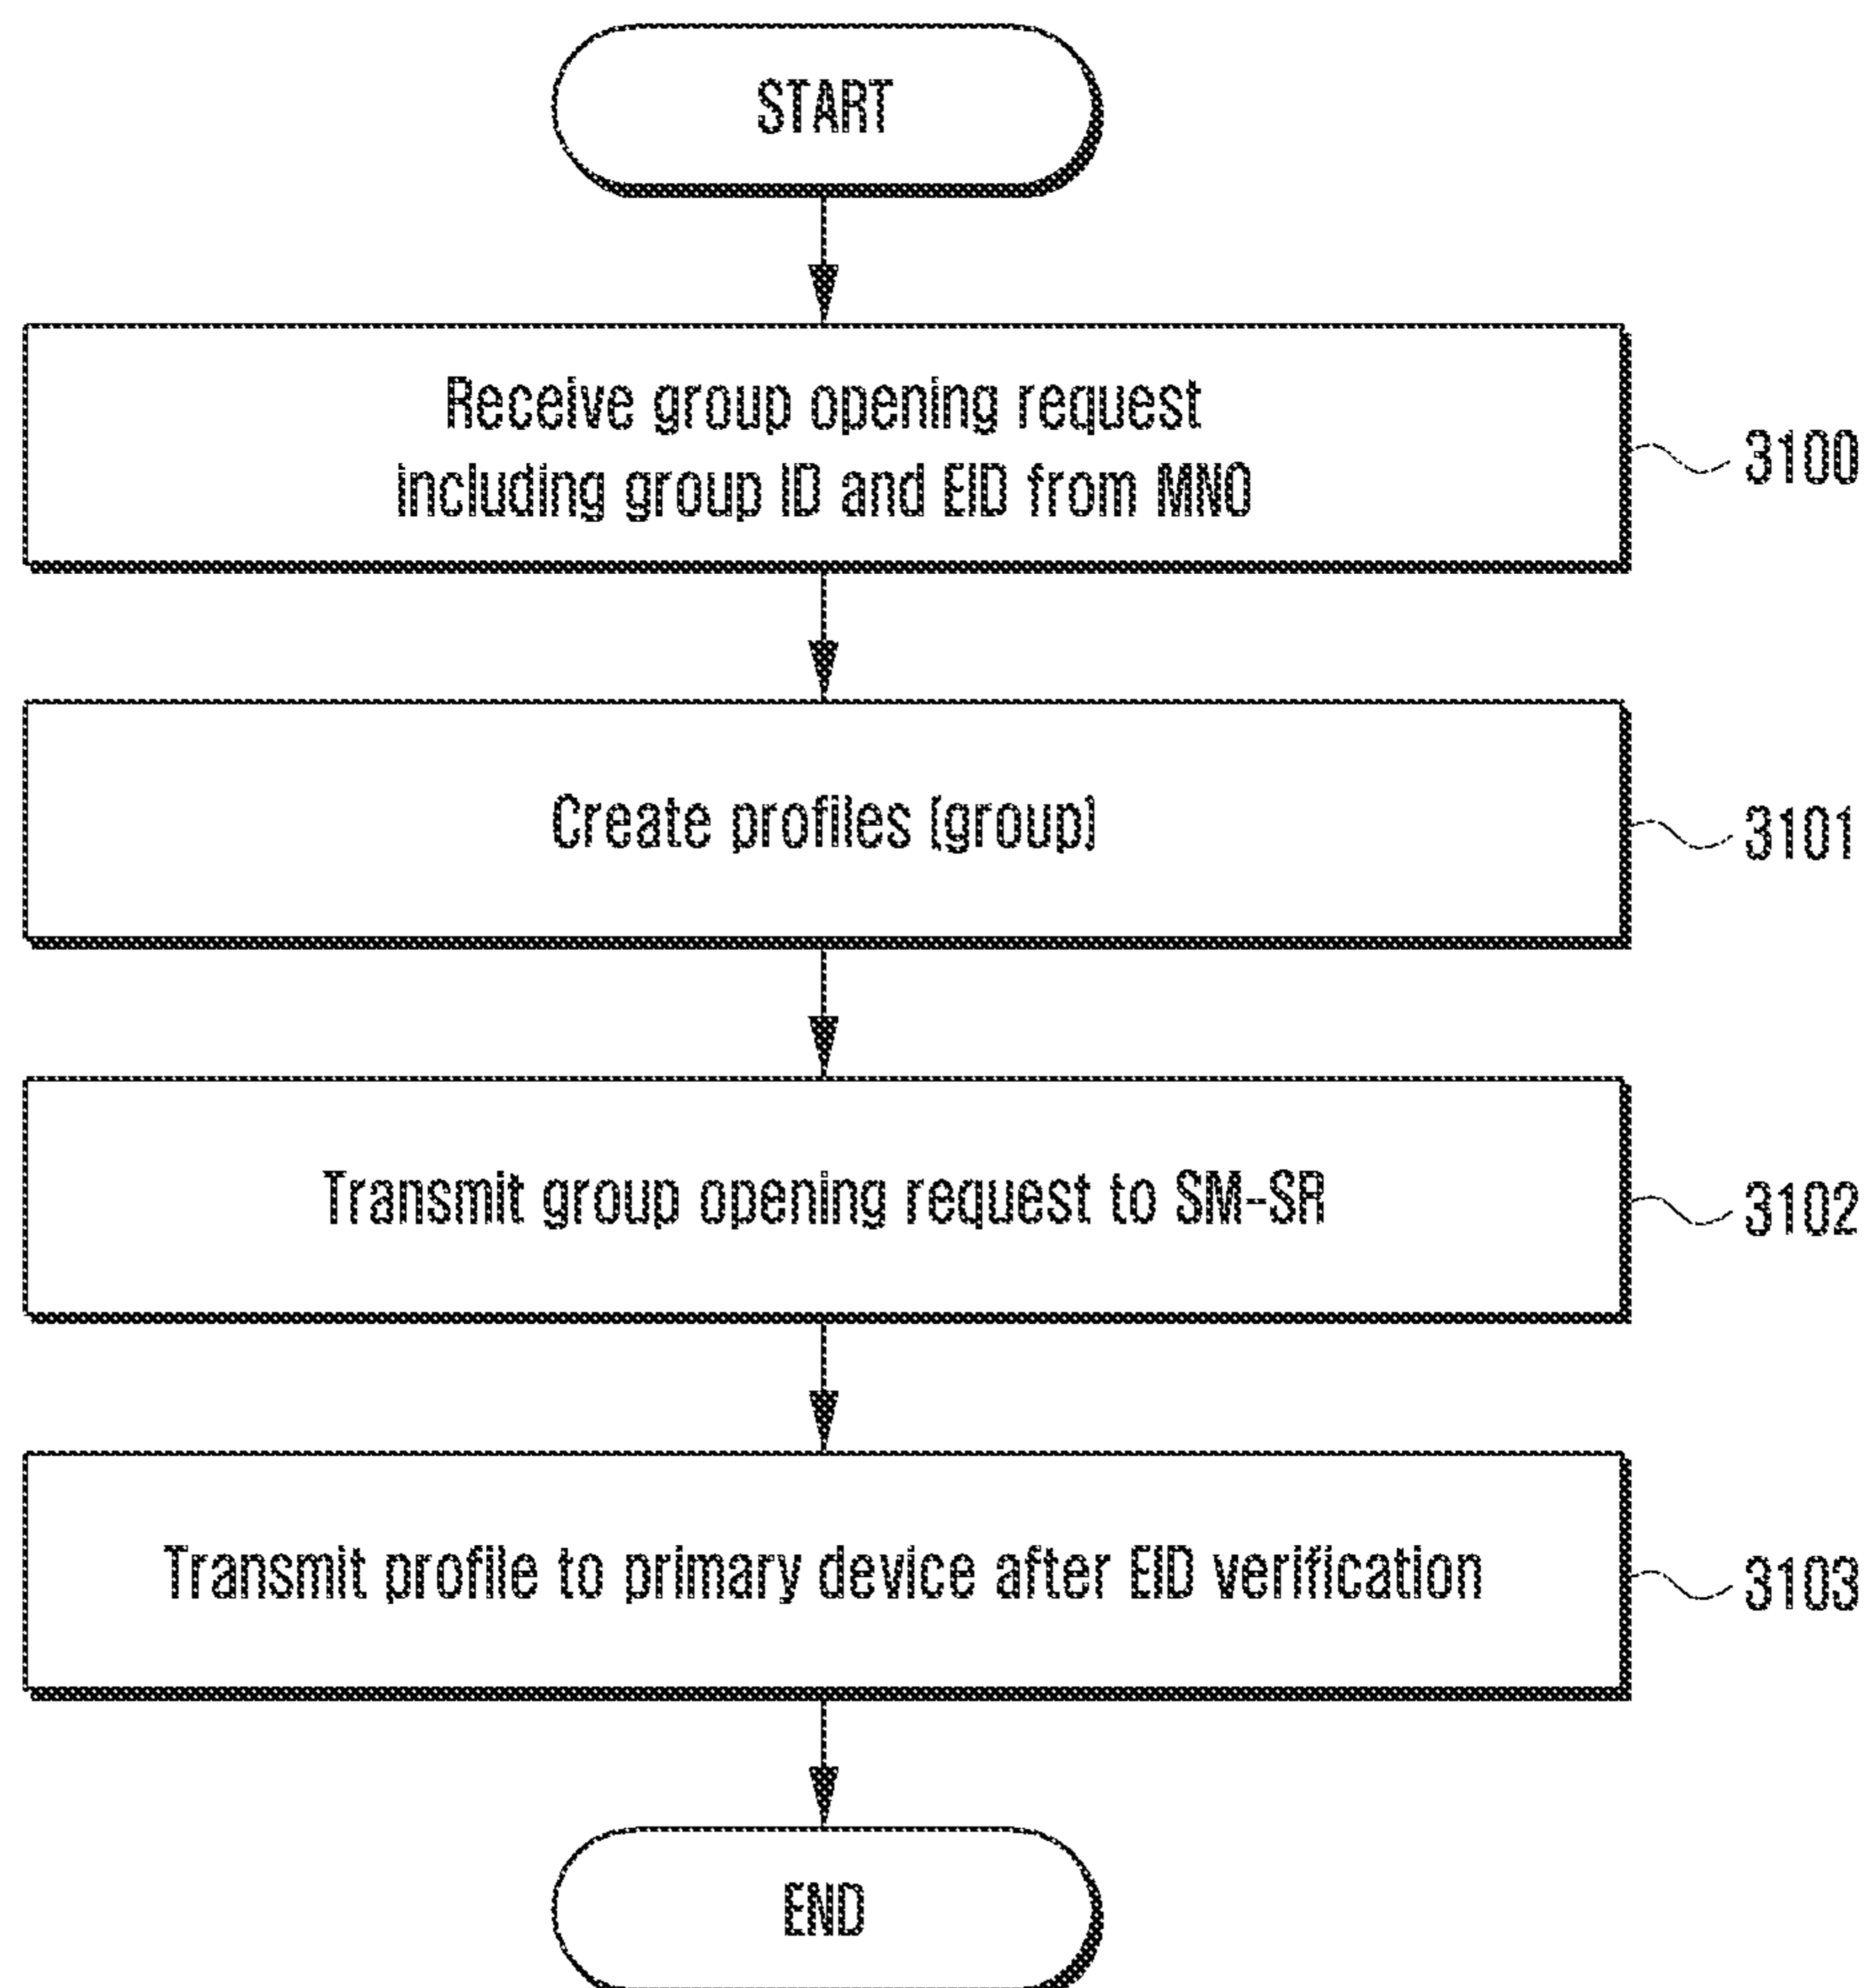 START
Receive group opening request
including group ID and EID from MNO
3100
Create profiles (group)
3101
Transmit group opening request to SM-SR
3102
Transmit profile to primary device after EID verification
3103
END